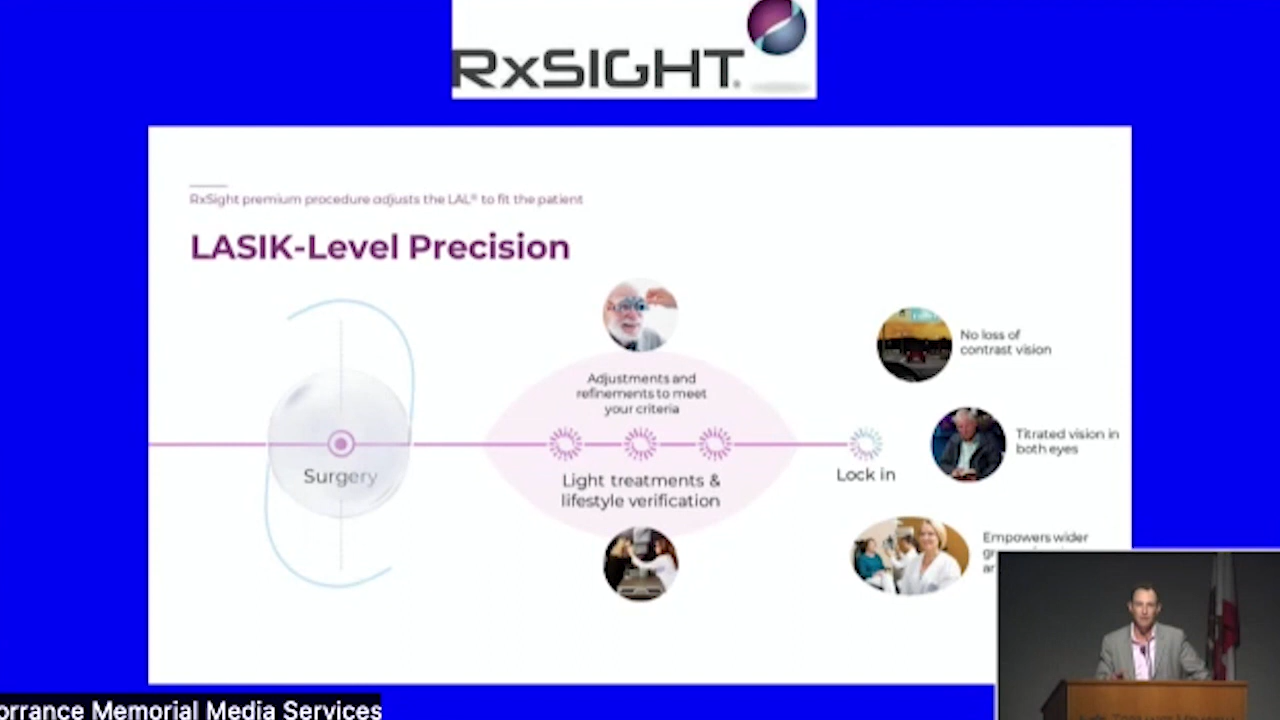 RxSIGHT®
RxSight premium procedure adjusts the LAL® to fit the patient
LASIK-Level Precision
Adjustments and
refinements to meet
your criteria
Surgery
Light treatments &
lifestyle verification
Lock in
No loss of
contrast vision
Titrated vision in
both eyes
Empowers wider
orrance Memorial Media Services